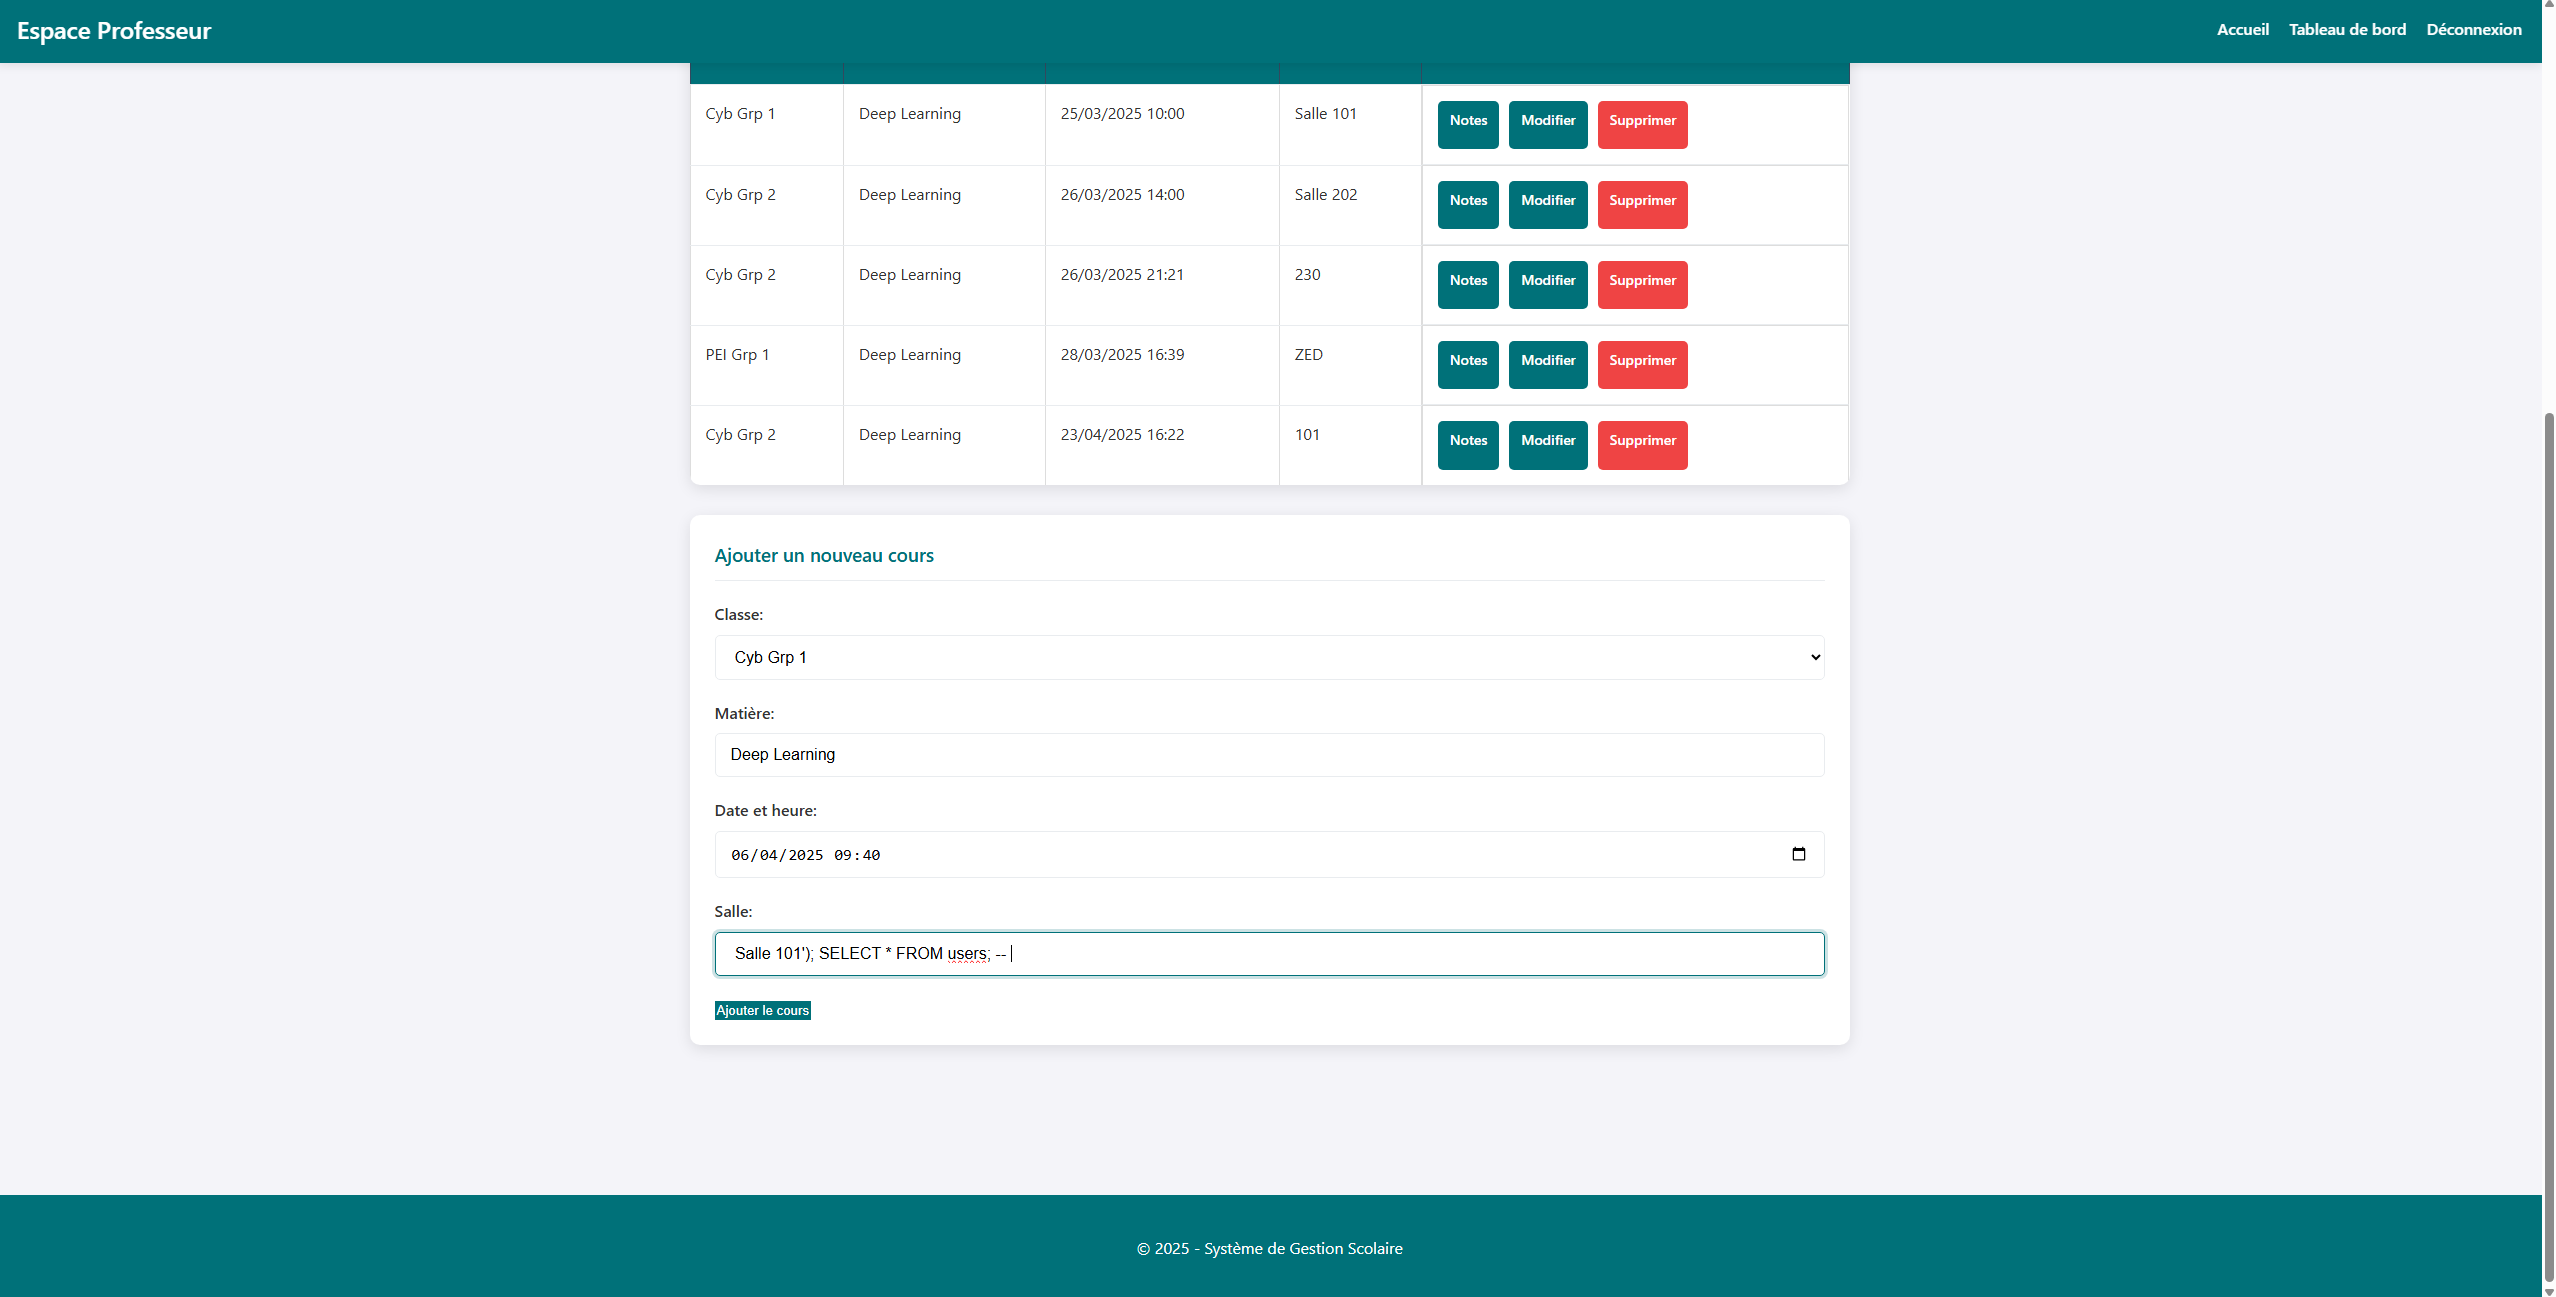 Espace Professeur
Accueil Tableau de bord Déconnexion
Cyb Grp 1 Deep Learning 25/03/2025 10:00 Salle 101 Notes Modifier Supprimer
Cyb Grp 2 Deep Learning 26/03/2025 14:00 Salle 202 Notes Modifier Supprimer
Cyb Grp 2 Deep Learning 26/03/2025 21:21 230 Notes Modifier Supprimer
PEI Grp 1 Deep Learning 28/03/2025 16:39 ZED Notes Modifier Supprimer
Cyb Grp 2 Deep Learning 23/04/2025 16:22 101 Notes Modifier Supprimer
Ajouter un nouveau cours
Classe:
Cyb Grp 1
Matière:
Deep Learning
Date et heure:
06/04/2025 09:40
Salle:
Salle 101'); SELECT * FROM users; --
Ajouter le cours
© 2025 - Système de Gestion Scolaire